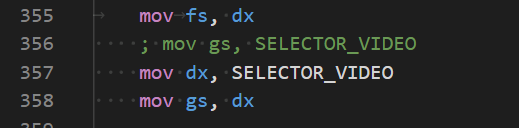 355 mov fs, dx
356 ; mov gs, SELECTOR_VIDEO
357 mov dx, SELECTOR_VIDEO
358 mov gs, dx